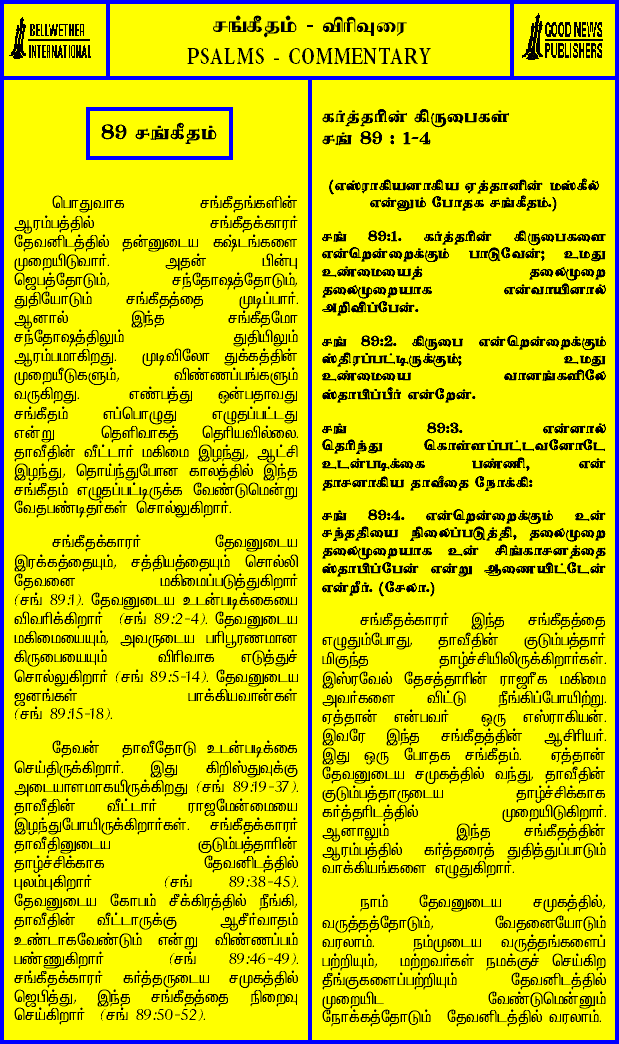 BELLWETHER
INTERNATIONAL
சங்கீதம் - விரிவுரை
PSALMS - COMMENTARY
GOOD NEWS
PUBLISHERS
89 சங்கீதம்
பொதுவாக சங்கீதங்களின்
ஆரம்பத்தில் சங்கீதக்காரர்
தேவனிடத்தில் தன்னுடைய கஷ்டங்களை
முறையிடுவார். அதன் பின்பு
ஜெபத்தோடும், சந்தோஷத்தோடும்,
துதியோடும் சங்கீதத்தை முடிப்பார்.
ஆனால் இந்த சங்கீதமோ
சந்தோஷத்திலும் துதியிலும்
ஆரம்பமாகிறது. முடிவிலோ துக்கத்தின்
முறையீடுகளும், விண்ணப்பங்களும்
வருகிறது. எண்பத்து ஒன்பதாவது
சங்கீதம் எப்பொழுது எழுதப்பட்டது
என்று தெளிவாகத் தெரியவில்லை.
தாவீதின் வீட்டார் மகிமை இழந்து, ஆட்சி
இழந்து, தொய்ந்துபோன காலத்தில் இந்த
சங்கீதம் எழுதப்பட்டிருக்க வேண்டுமென்று
வேதபண்டிதர்கள் சொல்லுகிறார்.
சங்கீதக்காரர் தேவனுடைய
இரக்கத்தையும், சத்தியத்தையும் சொல்லி
தேவனை மகிமைப்படுத்துகிறார்
(சங் 89:1). தேவனுடைய உடன்படிக்கையை
விவரிக்கிறார் (சங் 89:2-4). தேவனுடைய
மகிமையையும், அவருடைய பரிபூரணமான
கிருபையையும் விரிவாக எடுத்துச்
சொல்லுகிறார் (சங் 89:5-14). தேவனுடைய
ஜனங்கள் பாக்கியவான்கள்
(சங் 89:15-18).
தேவன் தாவீதோடு உடன்படிக்கை
செய்திருக்கிறார். இது கிறிஸ்துவுக்கு
அடையாளமாகயிருக்கிறது (சங் 89:19-37).
தாவீதின் வீட்டார் ராஜமேன்மையை
இழந்துபோயிருக்கிறார்கள். சங்கீதக்காரர்
தாவீதினுடைய குடும்பத்தாரின்
தாழ்ச்சிக்காக தேவனிடத்தில்
புலம்புகிறார் (சங் 89:38-45).
தேவனுடைய கோபம் சீக்கிரத்தில் நீங்கி,
தாவீதின் வீட்டாருக்கு ஆசீர்வாதம்
உண்டாகவேண்டும் என்று விண்ணப்பம்
பண்ணுகிறார் (சங் 89:46-49).
சங்கீதக்காரர் கர்த்தருடைய சமுகத்தில்
ஜெபித்து, இந்த சங்கீதத்தை நிறைவு
செய்கிறார் (சங் 89:50-52).
கர்த்தரின் கிருபைகள்
சங் 89 : 1-4
(எஸ்ராகியனாகிய ஏத்தானின் மஸ்கீல்
என்னும் போதக சங்கீதம்.)
சங் 89:1. கர்த்தரின் கிருபைகளை
என்றென்றைக்கும் பாடுவேன்; உமது
உண்மையைத் தலைமுறை
தலைமுறையாக என்வாயினால்
அறிவிப்பேன்.
சங் 89:2. கிருபை என்றென்றைக்கும்
ஸ்திரப்பட்டிருக்கும்; உமது
உண்மையை வானங்களிலே
ஸ்தாபிப்பீர் என்றேன்.
சங் 89:3. என்னால்
தெரிந்து கொள்ளப்பட்டவனோடே
உடன்படிக்கை பண்ணி, என்
தாசனாகிய தாவீதை நோக்கி:
சங் 89:4. என்றென்றைக்கும் உன்
சந்ததியை நிலைப்படுத்தி, தலைமுறை
தலைமுறையாக உன் சிங்காசனத்தை
ஸ்தாபிப்பேன் என்று ஆணையிட்டேன்
என்றீர். (சேலா.)
சங்கீதக்காரர் இந்த சங்கீதத்தை
எழுதும்போது, தாவீதின் குடும்பத்தார்
மிகுந்த தாழ்ச்சியிலிருக்கிறார்கள்.
இஸ்ரவேல் தேசத்தாரின் ராஜரீக மகிமை
அவர்களை விட்டு நீங்கிப்போயிற்று.
ஏத்தான் என்பவர் ஒரு எஸ்ராகியன்.
இவரே இந்த சங்கீதத்தின் ஆசிரியர்.
இது ஒரு போதக சங்கீதம். ஏத்தான்
தேவனுடைய சமுகத்தில் வந்து, தாவீதின்
குடும்பத்தாருடைய தாழ்ச்சிக்காக
கர்த்தரிடத்தில் முறையிடுகிறார்.
ஆனாலும் இந்த சங்கீதத்தின்
ஆரம்பத்தில் கர்த்தரைத் துதித்துப்பாடும்
வாக்கியங்களை எழுதுகிறார்.
நாம் தேவனுடைய சமுகத்தில்,
வருத்தத்தோடும், வேதனையோடும்
வரலாம். நம்முடைய வருத்தங்களைப்
பற்றியும், மற்றவர்கள் நமக்குச் செய்கிற
தீங்குகளைப்பற்றியும் தேவனிடத்தில்
முறையிட வேண்டுமென்னும்
நோக்கத்தோடும் தேவனிடத்தில் வரலாம்.